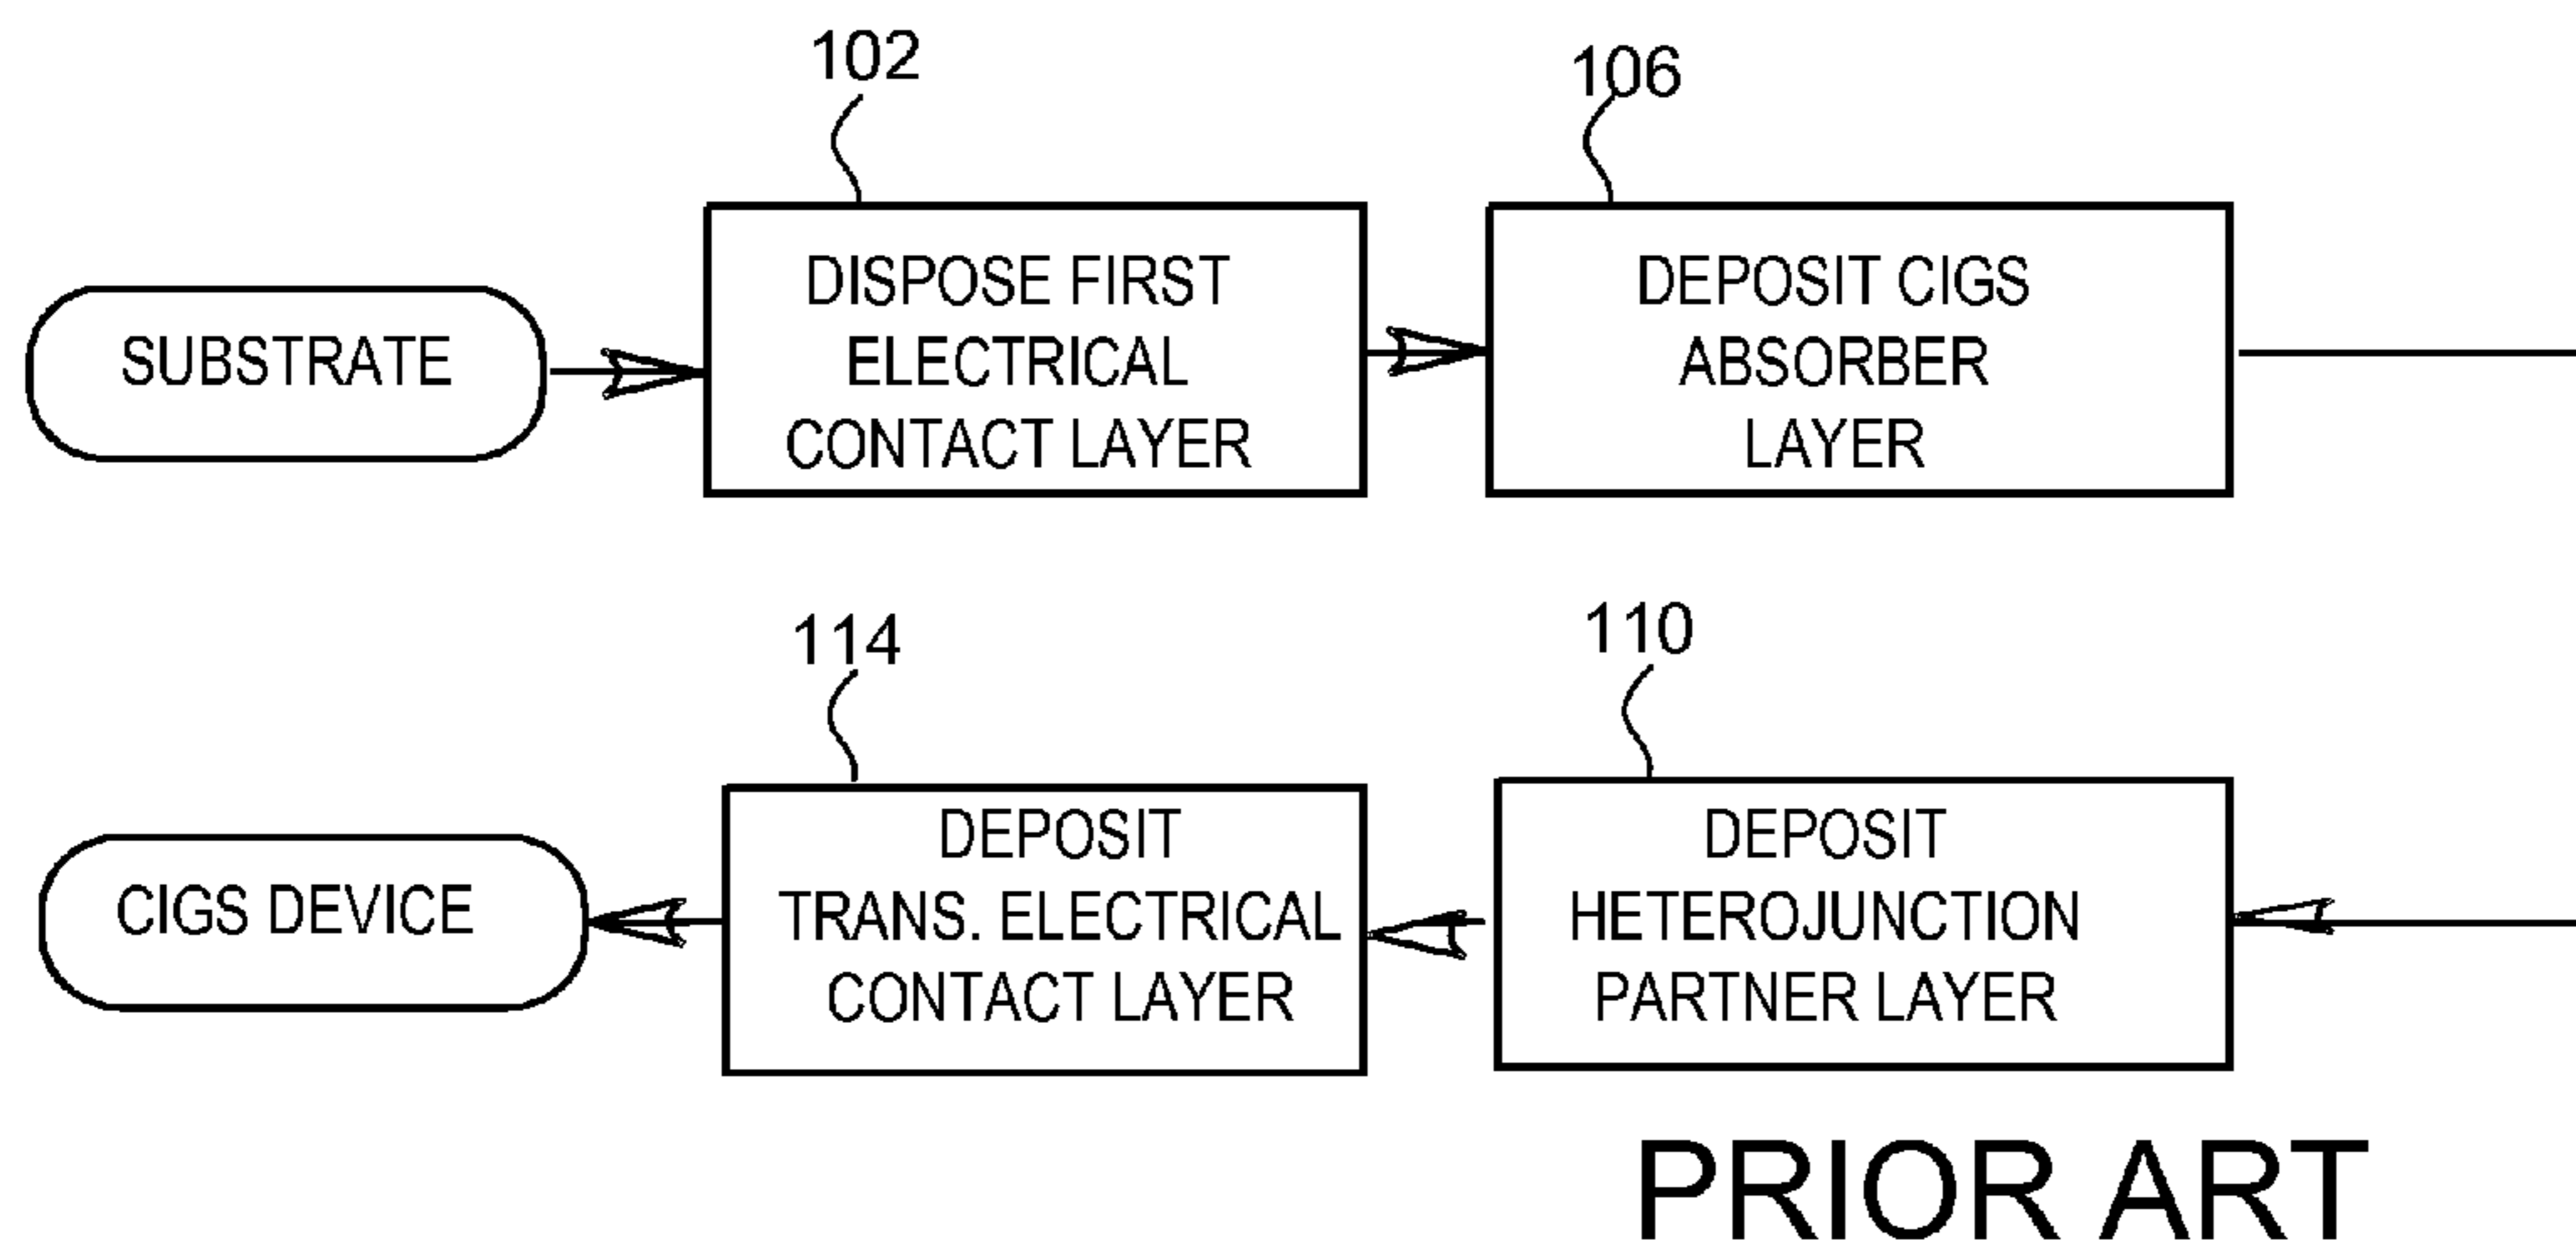 102
106
SUBSTRATE
DISPOSE FIRST
ELECTRICAL
CONTACT LAYER
DEPOSIT CIGS
ABSORBER
LAYER
114
110
CIGS DEVICE
DEPOSIT
TRANS. ELECTRICAL
CONTACT LAYER
DEPOSIT
HETEROJUNCTION
PARTNER LAYER
PRIOR ART